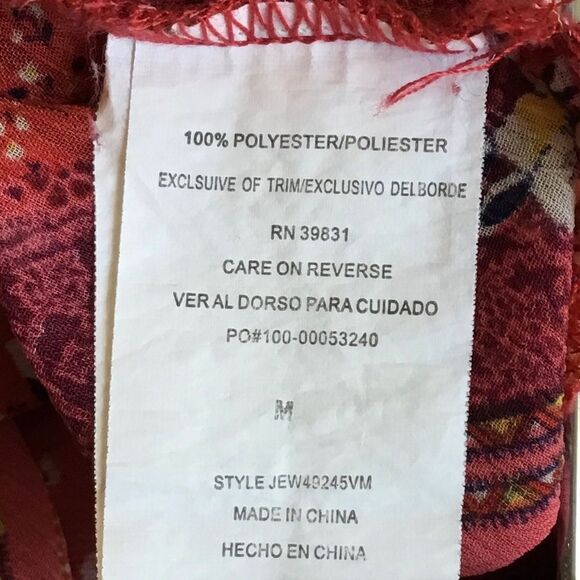 100% POLYESTER/POLIESTER
EXCLSUIVE OF TRIM/EXCLUSIVO DELBORDE
RN 39831
CARE ON REVERSE
VER AL DORSO PARA CUIDADO
PO#100-00053240
M
STYLE JEW49245VM
MADE IN CHINA
HECHO EN CHINA